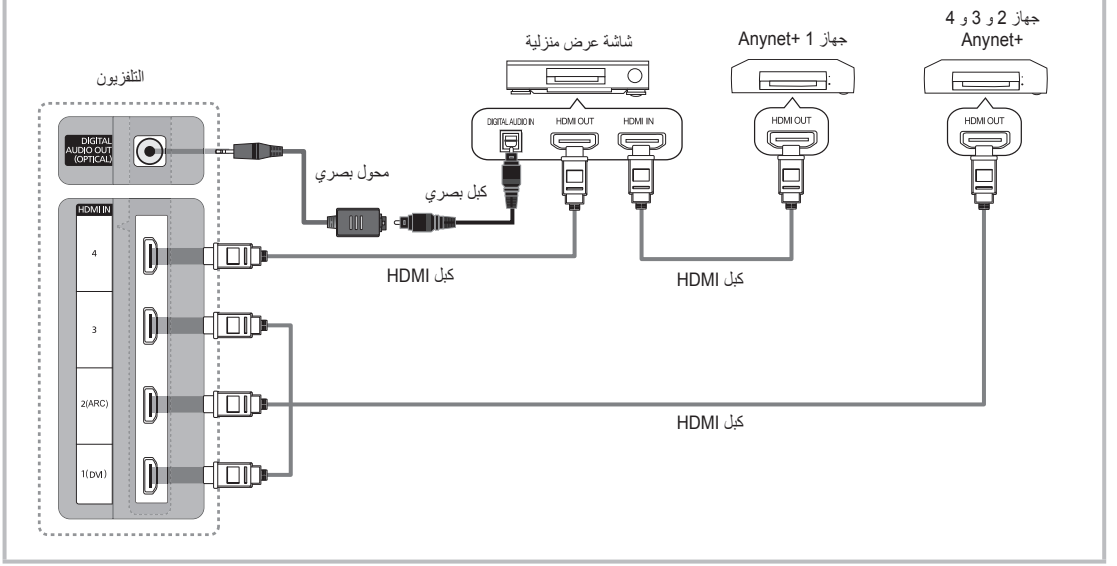 جهاز 2 و 3 و 4
Anynet+
جهاز 1 Anynet+
شاشة عرض منزلية
التلفزيون
DIGITAL AUDIO IN
HDMI OUT
HDMI IN
HDMI OUT
HDMI OUT
DIGITAL
AUDIO OUT
(OPTICAL)
محول بصري
كبل بصري
HDMI IN
4
كبل HDMI
كبل HDMI
3
2(ARC)
كبل HDMI
1(DVI)